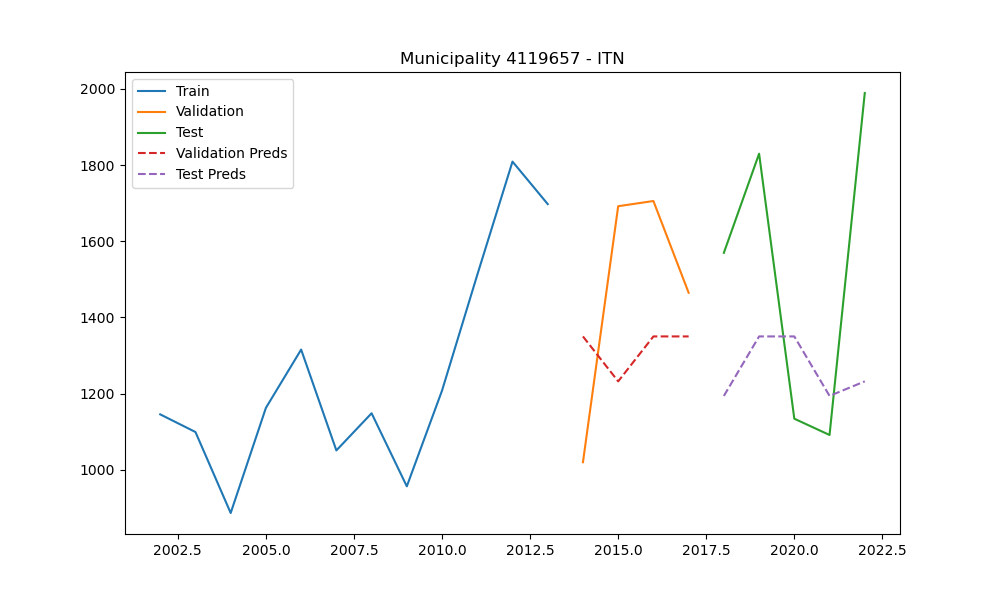 Municipality 4119657 - ITN
Train
Validation
Test
Validation Preds
Test Preds
2000
1800
1600
1400
1200
1000
2002.5 2005.0 2007.5 2010.0 2012.5 2015.0 2017.5 2020.0 2022.5